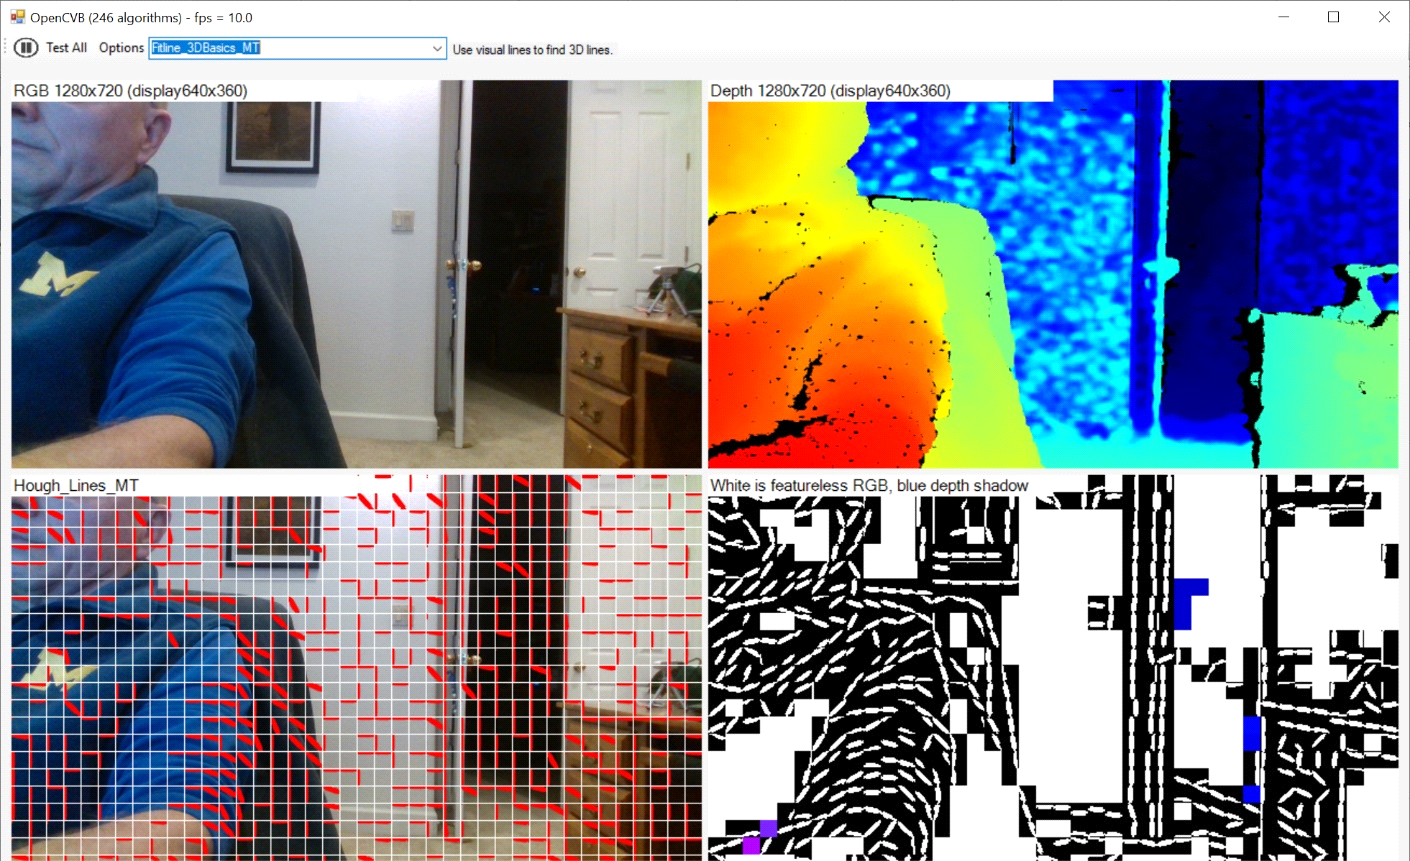 OpenCVB (246 algorithms) - fps = 10.0
Test All Options Fitline_3DBasics_MT Use visual lines to find 3D lines.
RGB 1280x720 (display640x360)
Depth 1280x720 (display640x360)
M
Hough_Lines_MT
White is featureless RGB, blue depth shadow
M